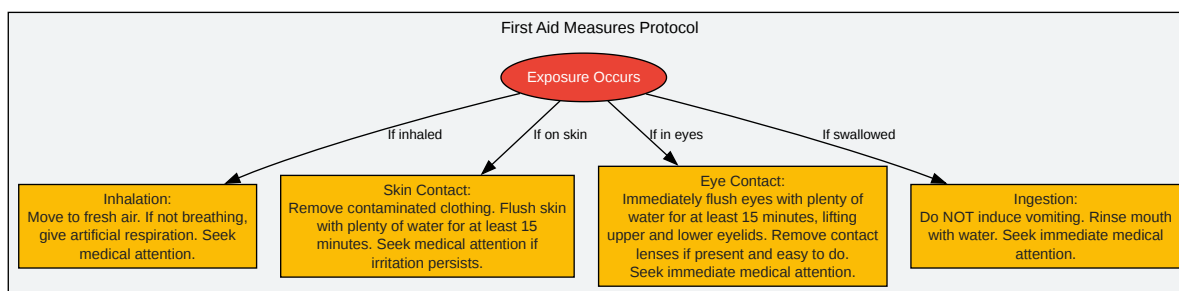 First Aid Measures Protocol
Exposure Occurs
If inhaled
If on skin
If in eyes
If swallowed
Inhalation:
Move to fresh air. If not breathing,
give artificial respiration. Seek
medical attention.
Skin Contact:
Remove contaminated clothing. Flush skin
with plenty of water for at least 15
minutes. Seek medical attention if
irritation persists.
Eye Contact:
Immediately flush eyes with plenty of
water for at least 15 minutes, lifting
upper and lower eyelids. Remove contact
lenses if present and easy to do.
Seek immediate medical attention.
Ingestion:
Do NOT induce vomiting. Rinse mouth
with water. Seek immediate medical
attention.